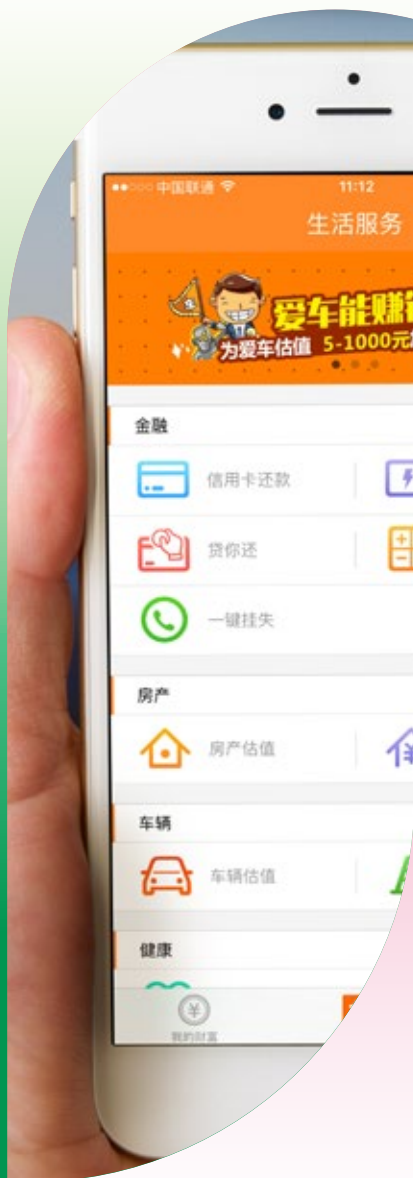 中国联通 11:12
生活服务
爱车能赚
为爱车估值 5-1000元
金融
信用卡还款
贷你还
一键挂失
房产
房产估值
车辆
车辆估值
健康
我的财富